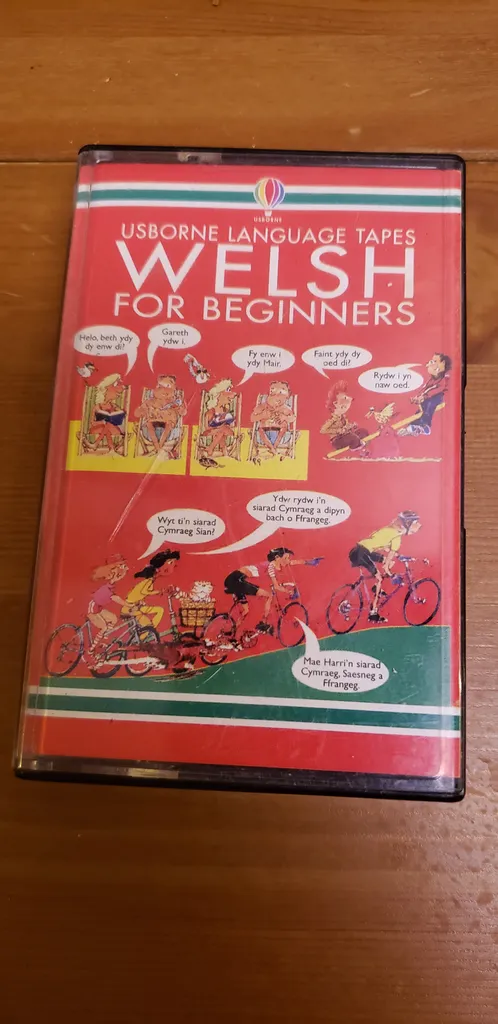 USBORNE
USBORNE LANGUAGE TAPES
WELSH
FOR BEGINNERS
Helo, beth ydy
dy enw di?
Gareth
ydw i.
Fy enw i
ydy Mair.
Faint ydy dy
oed di?
Rydw i yn
naw oed.
Wyt ti'n siarad
Cymraeg Sian?
Ydw rydw i'n
siarad Cymraeg a dipyn
bach o Ffrangeg.
Mae Harri'n siarad
Cymraeg, Saesneg a
Ffrangeg.